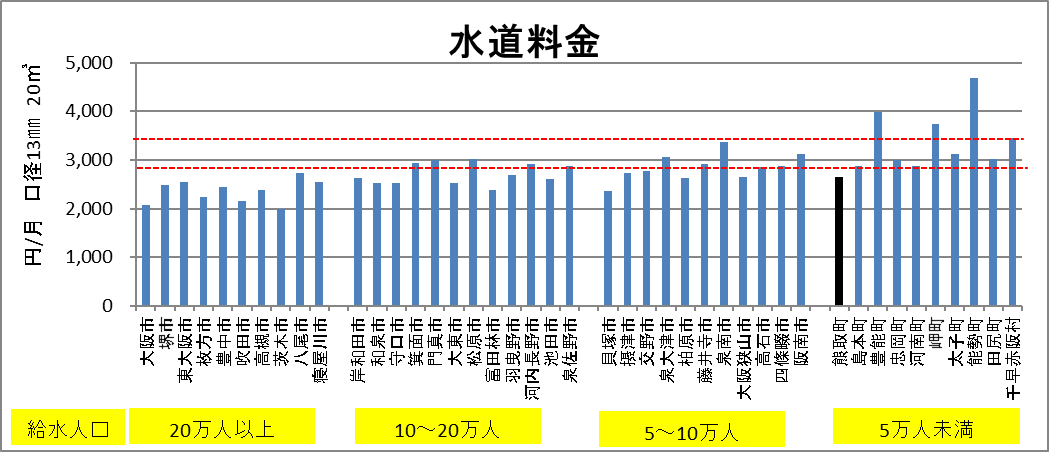 水道料金
円/月　口径13mm 20㎥
5,000
4,000
3,000
2,000
1,000
0
大阪市
堺市
東大阪市
枚方市
豊中市
吹田市
高槻市
茨木市
八尾市
寝屋川市
岸和田市
和泉市
守口市
箕面市
門真市
大東市
松原市
富田林市
羽曳野市
河内長野市
池田市
泉佐野市
貝塚市
摂津市
交野市
泉大津市
柏原市
藤井寺市
泉南市
大阪狭山市
高石市
四條畷市
阪南市
熊取町
島本町
豊能町
忠岡町
河南町
岬町
太子町
能勢町
田尻町
千早赤阪村
給水人口
20万人以上
10～20万人
5～10万人
5万人未満